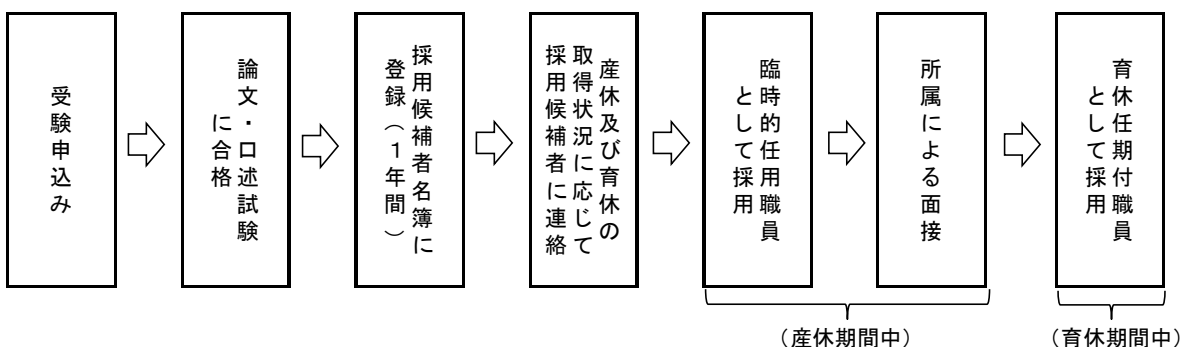 受験申込み
論文・口述試験
に合格
採用候補者名簿に
登録（１年間）
産休及び育休の
取得状況に応じて
採用候補者に連絡
臨時的任用職員
として採用
所属による面接
育休任期付職員
として採用
（産休期間中）
（育休期間中）